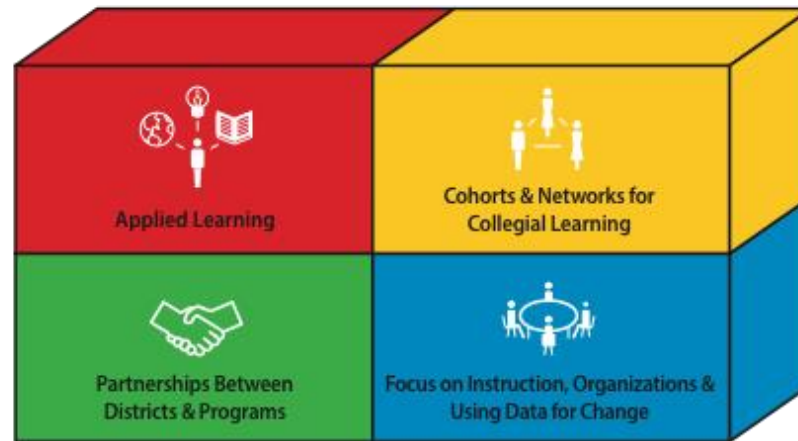 Applied Learning
Cohorts & Networks for
Collegial Learning
Partnerships Between
Districts & Programs
Focus on Instruction, Organizations &
Using Data for Change